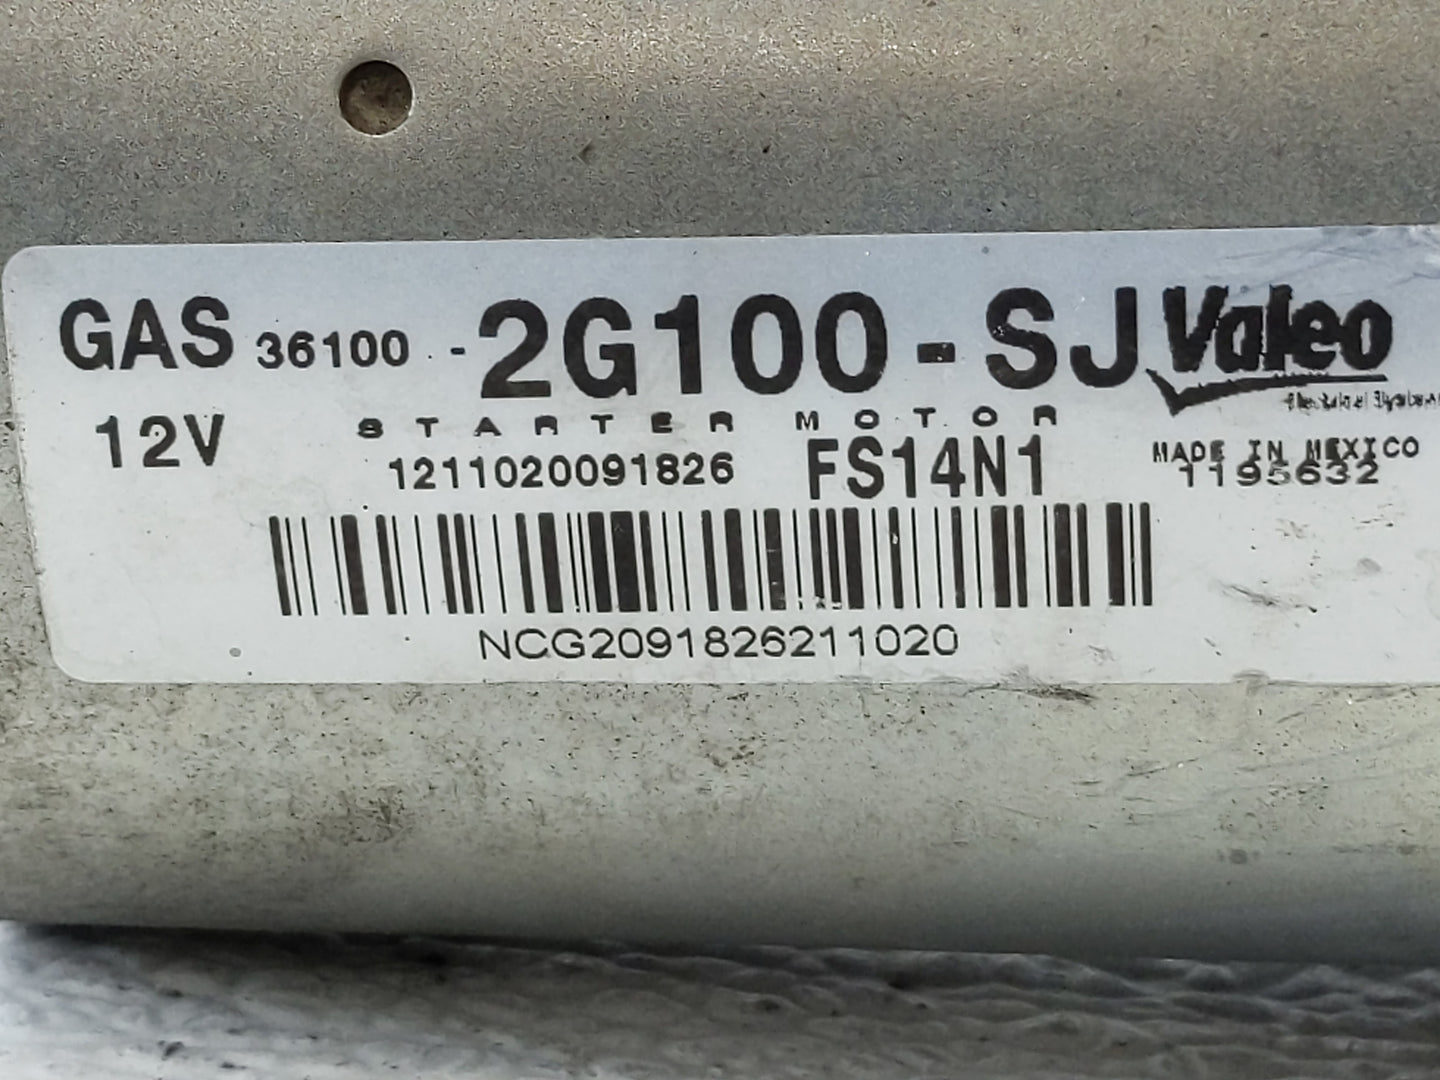 GAS 36100 - 2G100 - SJ Valeo
12V STARTER MOTOR
1211020091826 FS14N1 MADE IN MEXICO
1195632
NCG2091826211020